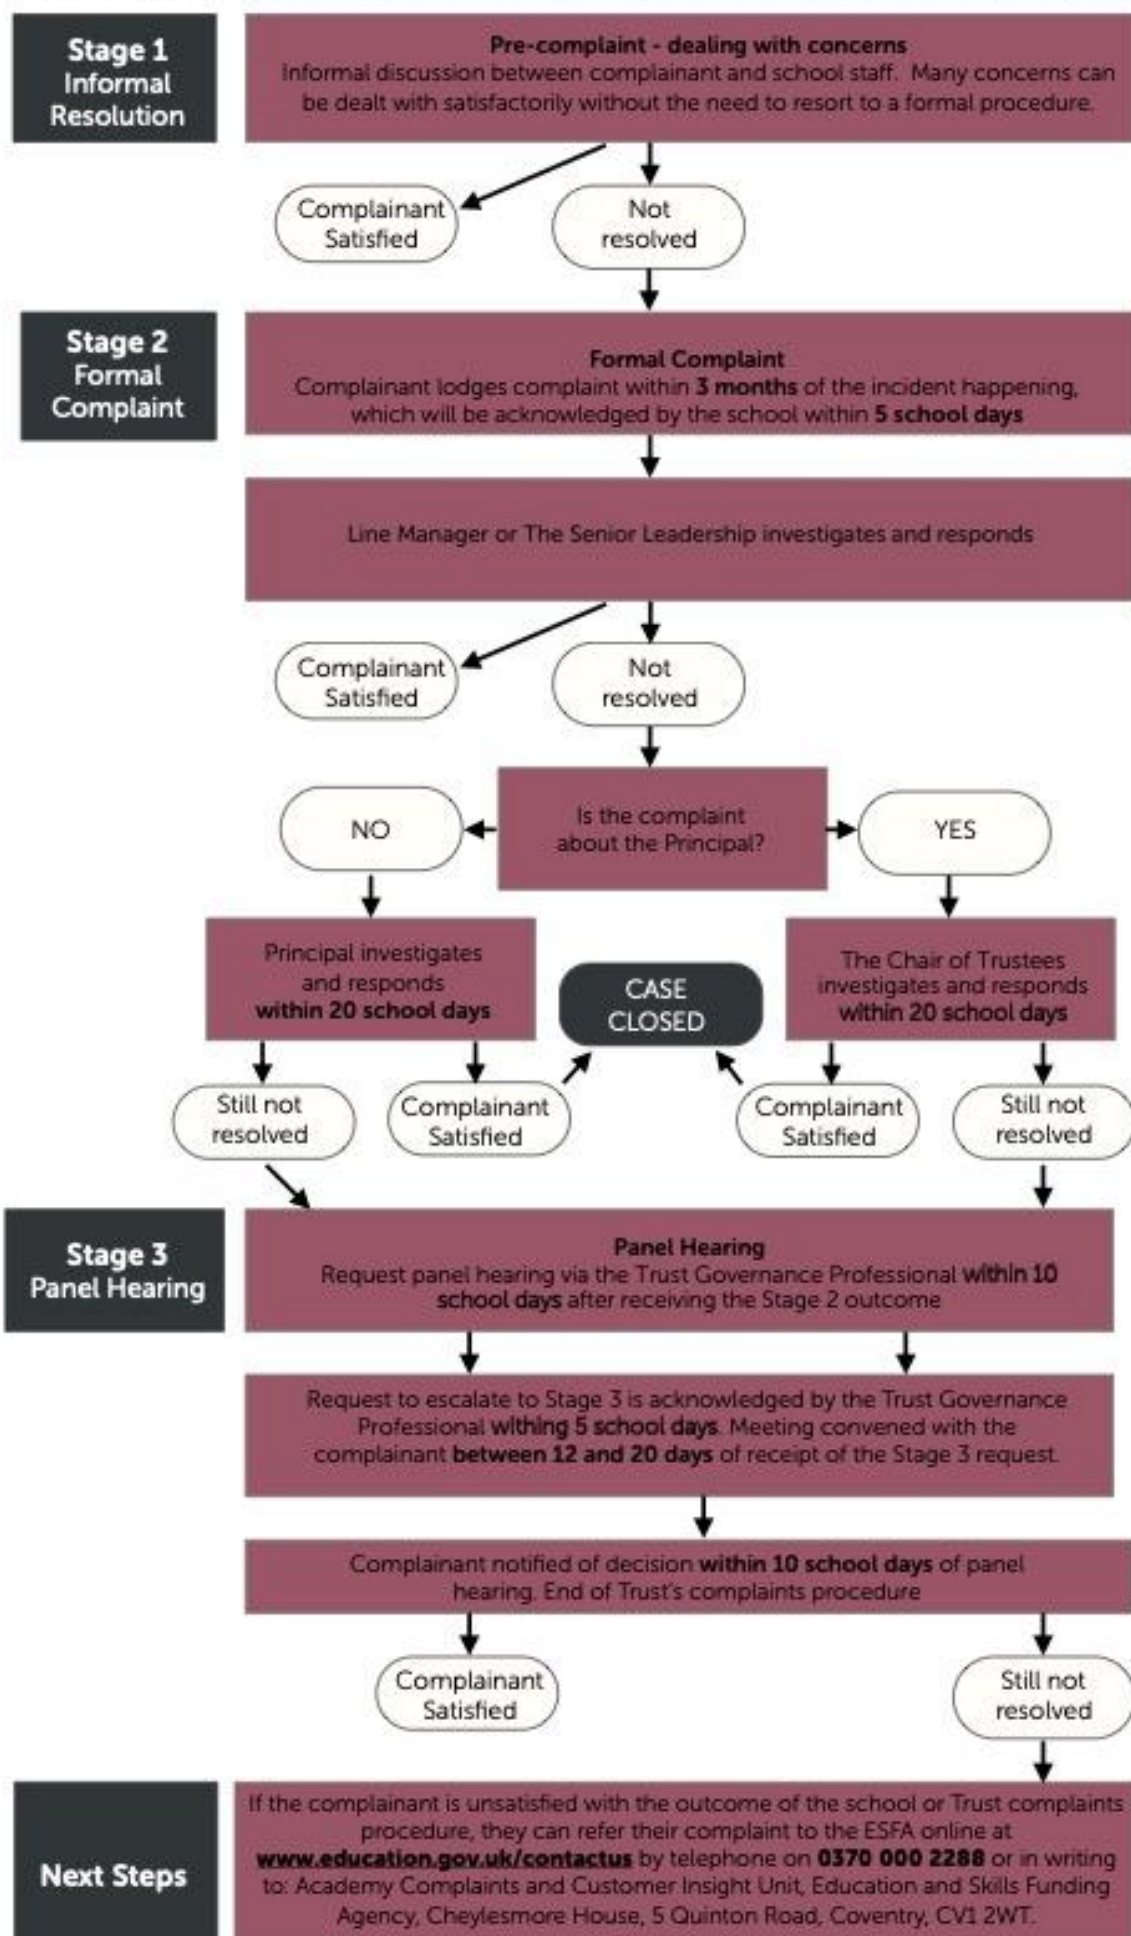 Stage 1
Informal
Resolution
Pre-complaint - dealing with concerns
Informal discussion between complainant and school staff. Many concerns can
be dealt with satisfactorily without the need to resort to a formal procedure.
Complainant
Satisfied
Not
resolved
Stage 2
Formal
Complaint
Formal Complaint
Complainant lodges complaint within 3 months of the incident happening,
which will be acknowledged by the school within 5 school days
Line Manager or The Senior Leadership investigates and responds
Complainant
Satisfied
Not
resolved
Is the complaint
about the Principal?
NO
YES
Principal investigates
and responds
within 20 school days
CASE
CLOSED
The Chair of Trustees
investigates and responds
within 20 school days
Still not
resolved
Complainant
Satisfied
Complainant
Satisfied
Still not
resolved
Stage 3
Panel Hearing
Panel Hearing
Request panel hearing via the Trust Governance Professional within 10
school days after receiving the Stage 2 outcome
Request to escalate to Stage 3 is acknowledged by the Trust Governance
Professional withing 5 school days. Meeting convened with the
complainant between 12 and 20 days of receipt of the Stage 3 request.
Complainant notified of decision within 10 school days of panel
hearing. End of Trust's complaints procedure
Complainant
Satisfied
Still not
resolved
Next Steps
If the complainant is unsatisfied with the outcome of the school or Trust complaints
procedure, they can refer their complaint to the ESFA online at
www.education.gov.uk/contactus by telephone on 0370 000 2288 or in writing
to: Academy Complaints and Customer Insight Unit, Education and Skills Funding
Agency, Cheylesmore House, 5 Quinton Road, Coventry, CV1 2WT.